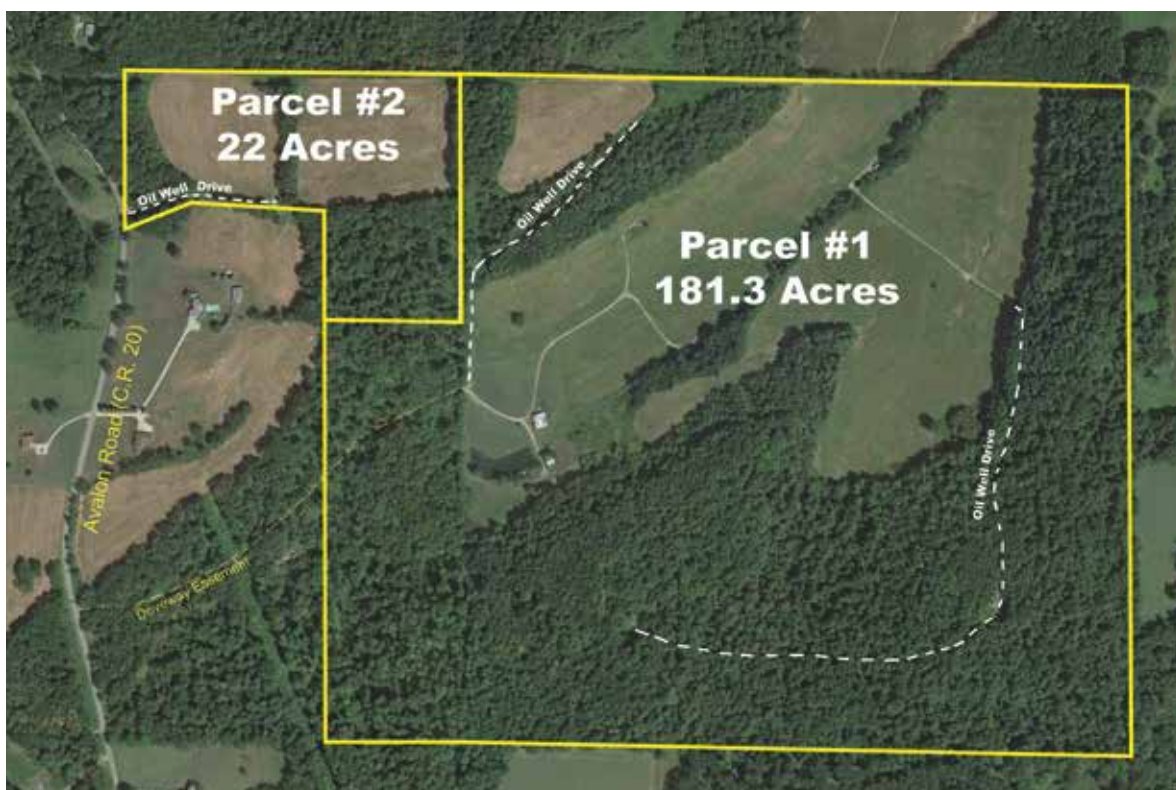 Parcel #2
22 Acres
Oil Well Drive
Oil Well Drive
Parcel #1
181.3 Acres
Avalon Road (C.R. 20)
Oil Well Drive
Driveway Easement